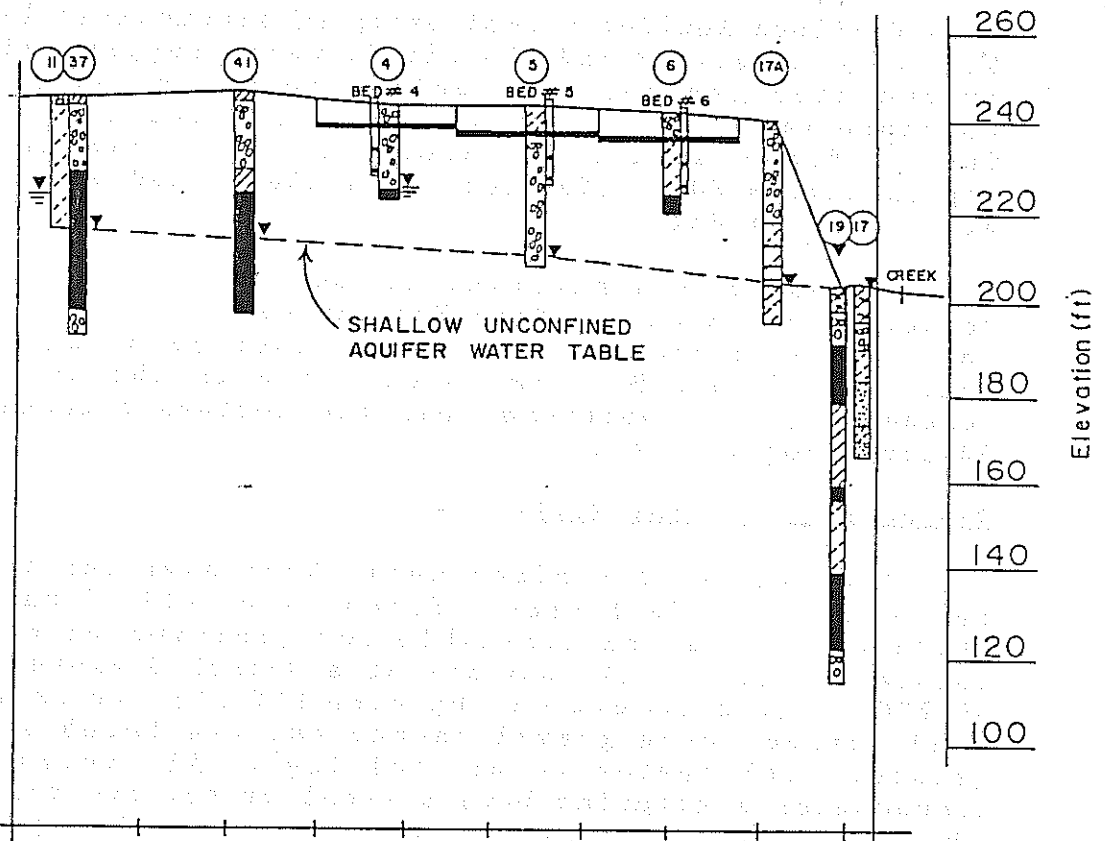 260
11 37 41 4 5 6 17A
BED # 4 BED # 5 BED # 6
240
220
19 17
CREEK
200
SHALLOW UNCONFINED
AQUIFER WATER TABLE
180
Elevation (ft)
160
140
120
100